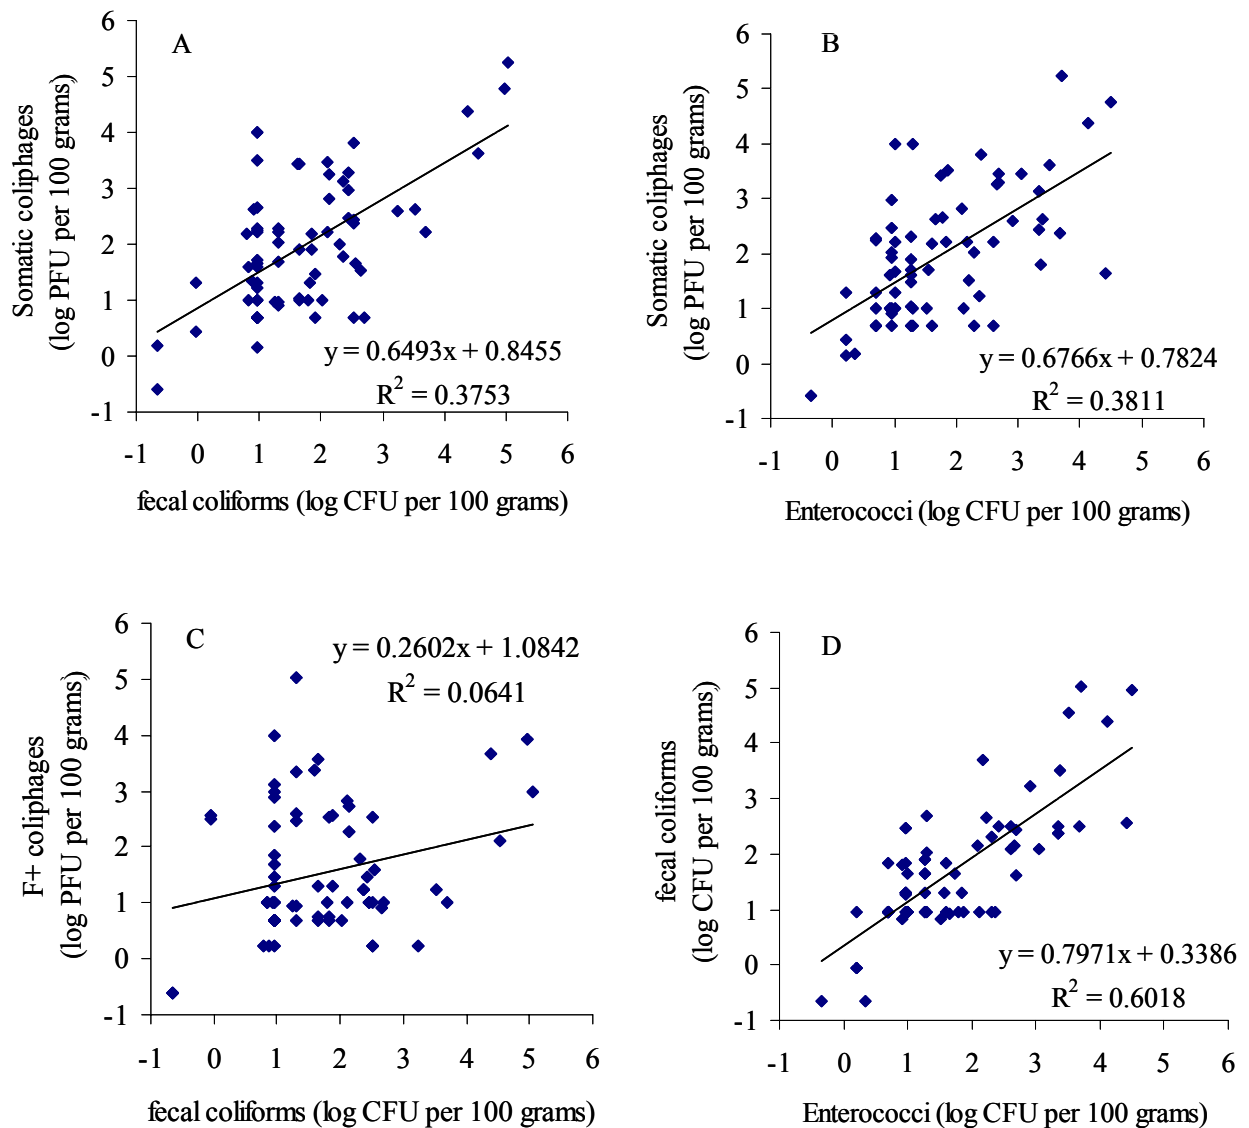 A
6
5
4
3
2
1
0
-1
Somatic coliphages
(log PFU per 100 grams)
y = 0.6493x + 0.8455
R² = 0.3753
-1 0 1 2 3 4 5 6
fecal coliforms (log CFU per 100 grams)
B
6
5
4
3
2
1
0
-1
Somatic coliphages
(log PFU per 100 grams)
y = 0.6766x + 0.7824
R² = 0.3811
-1 0 1 2 3 4 5 6
Enterococci (log CFU per 100 grams)
C
6
5
4
3
2
1
0
-1
F+ coliphages
(log PFU per 100 grams)
y = 0.2602x + 1.0842
R² = 0.0641
-1 0 1 2 3 4 5 6
fecal coliforms (log CFU per 100 grams)
D
6
5
4
3
2
1
0
-1
fecal coliforms
(log CFU per 100 grams)
y = 0.7971x + 0.3386
R² = 0.6018
-1 0 1 2 3 4 5 6
Enterococci (log CFU per 100 grams)